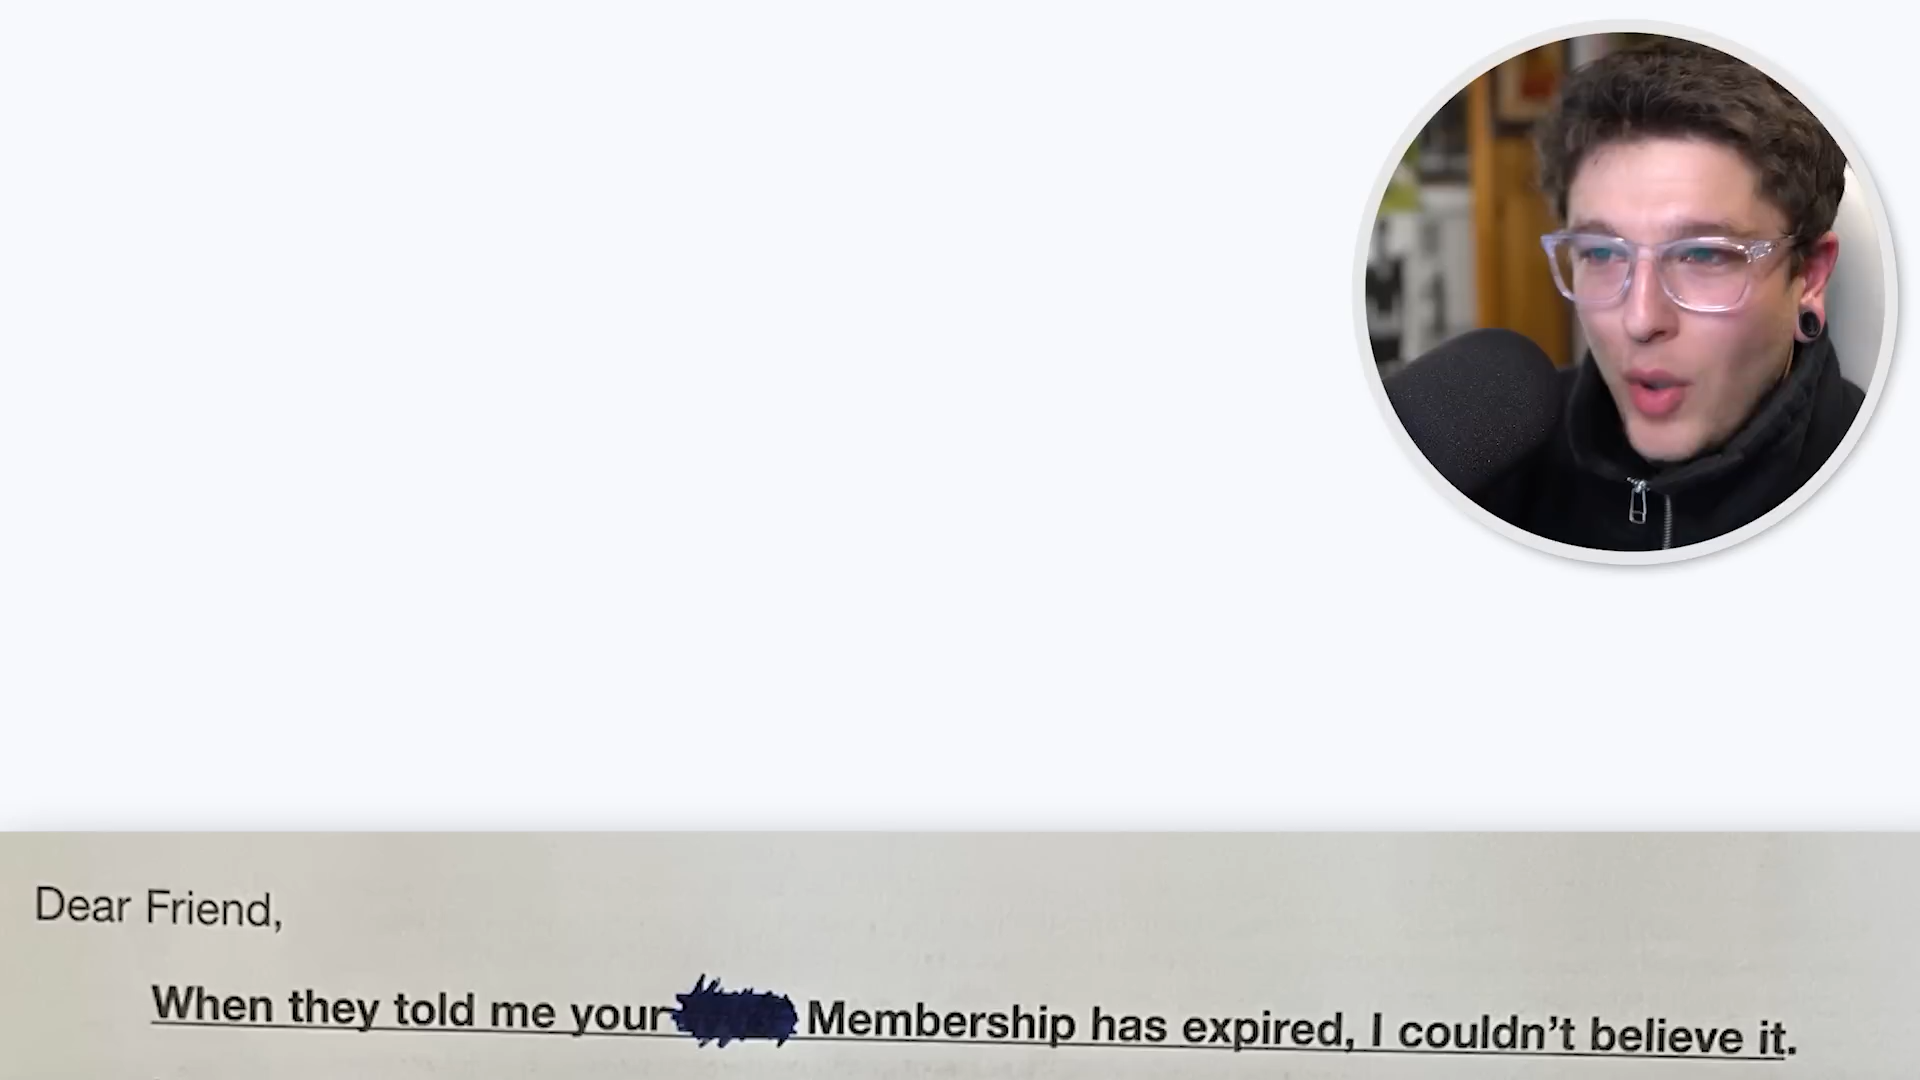 Dear Friend,
When they told me your Membership has expired, I couldn't believe it.